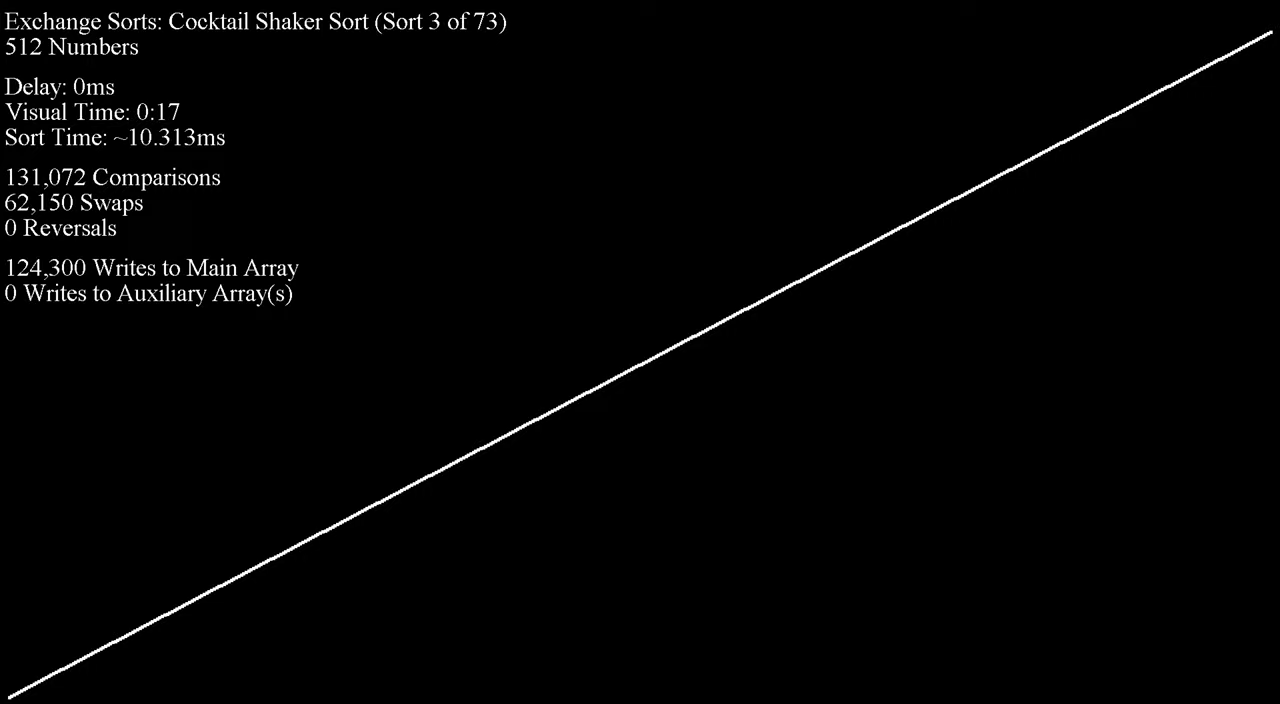 Exchange Sorts: Cocktail Shaker Sort (Sort 3 of 73)
512 Numbers
Delay: 0ms
Visual Time: 0:17
Sort Time: ~10.313ms
131,072 Comparisons
62,150 Swaps
0 Reversals
124,300 Writes to Main Array
0 Writes to Auxiliary Array(s)